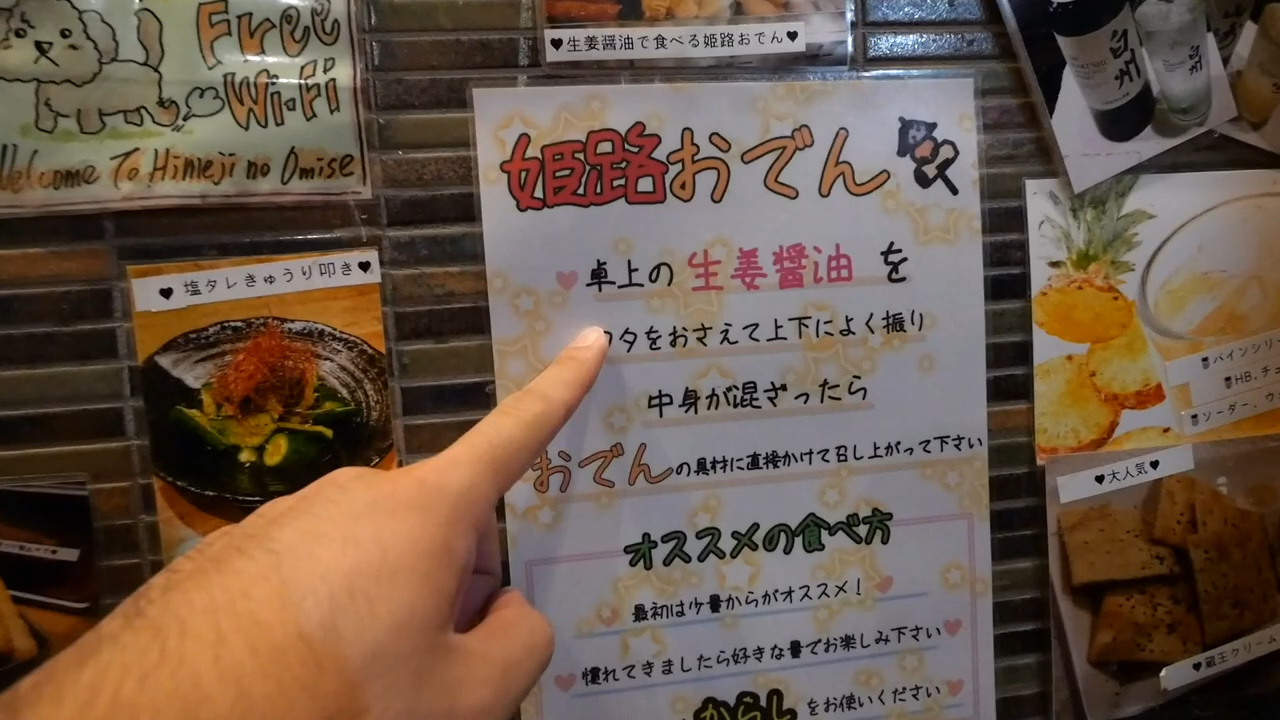 Free
Wi-Fi
Welcome To Himeji no Omise
♥生姜醤油で食べる姫路おでん♥
白州
♥塩タレきゅうり叩き♥
姫路おでん
卓上の生姜醤油を
タをおさえて上下によく振り
中身が混ざったら
おでんの具材に直接かけて召し上がって下さい
オススメの食べ方
最初は少量からがオススメ!
慣れてきましたら好きな量でお楽しみ下さい
からしをお使いください
パインシリ
HB.チュ
ソーダー、ウ
♥大人気♥
♥蔵王クリーム